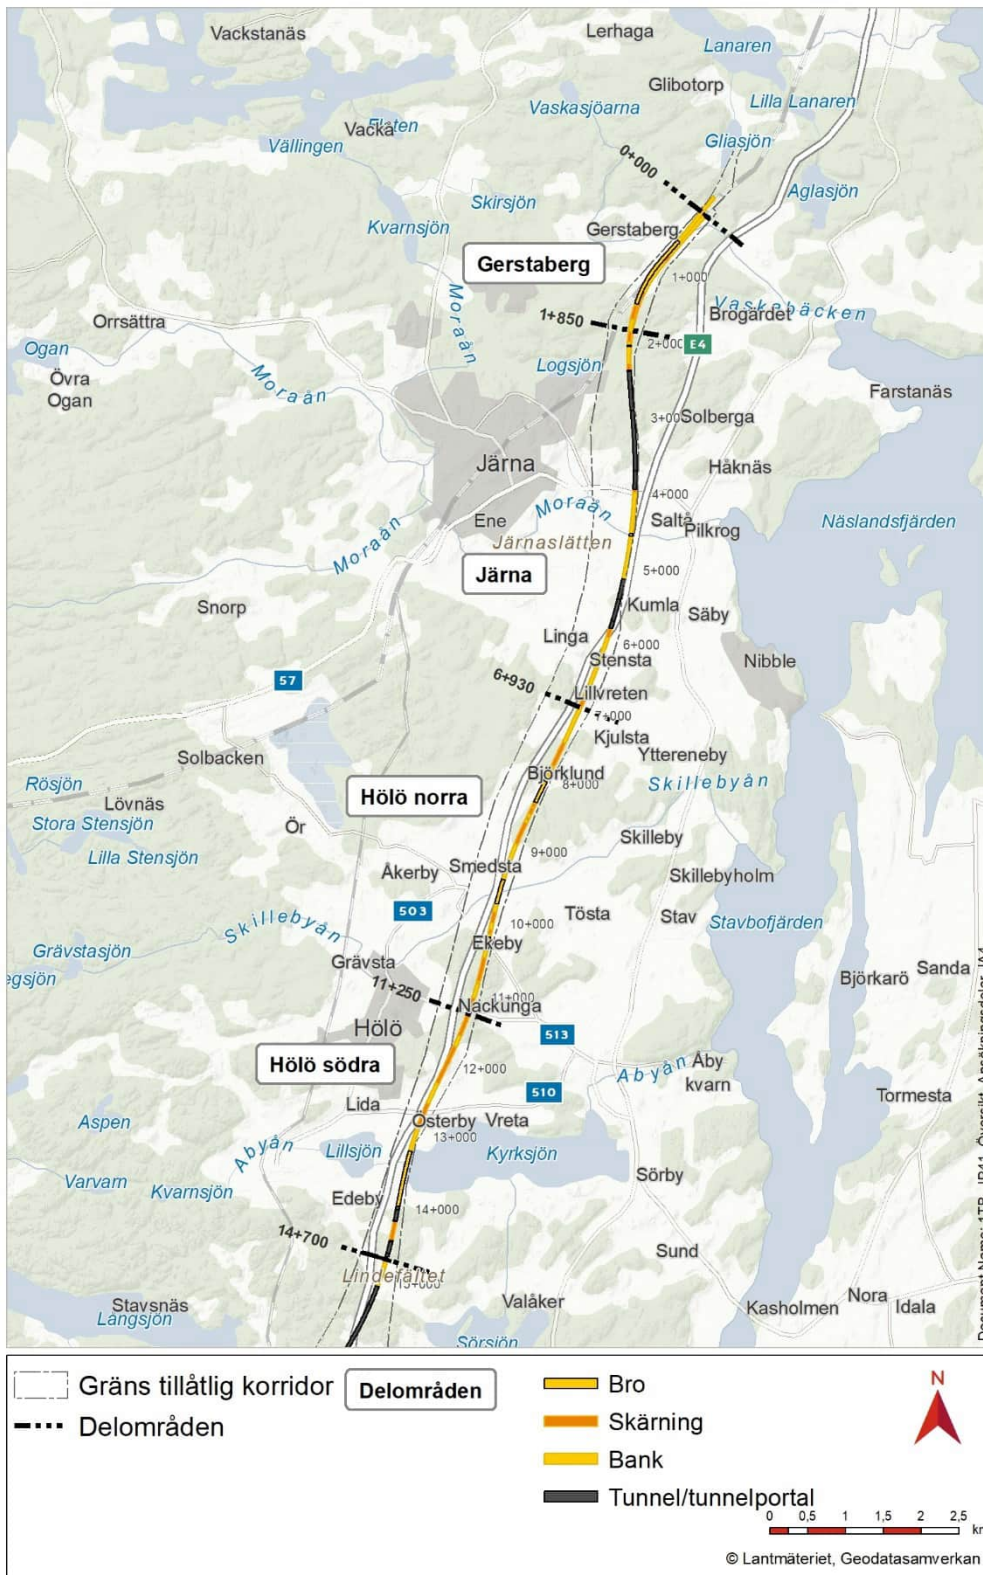 Vackstanäs
Lerhaga
Lanaren
Glibotorp
Vaskasjöarna
Lilla Lanaren
Vacka
Vällingen
Gliasjön
0+000
Aglasjön
Skirsjön
Kvarnsjön
Gerstaberg
Gerstaberg
1+000
Moraån
Vaskabäcken
Brogärdet
Orrsättra
1+850
2+000
E4
Ogan
Övra
Ogan
Logsjön
Moraån
Farstanäs
3+000
Solberga
Järna
Håknäs
4+000
Moraån
Ene
Saltå
Pilkrog
Näslandsfjärden
Moraån
Järnaslätten
Järna
5+000
Snorp
Kumla
Säby
Linga
6+000
Stensta
Nibble
57
6+930
Lillvreten
7+000
Kjulsta
Solbacken
Yttereneby
Björklund
8+000
Skillebyån
Rösjön
Hölö norra
Lövnäs
Stora Stensjön
Ör
Skilleby
Lilla Stensjön
9+000
Smedsta
Åkerby
Skillebyholm
503
Tösta
Stav
Stavbofjärden
Skillebyån
10+000
Ekeby
Grävstasjön
Grävsta
Sanda
Björkarö
egsjön
11+250
11+000
Nackunga
Hölö
513
Hölö södra
12+000
Åbyån
Åby
kvarn
510
Tormesta
Lida
Aspen
Österby
Vreta
13+000
Åbyån
Lillsjön
Kyrksjön
Varvarn
Kvarnsjön
Sörby
Edeby
14+000
14+700
Sund
Lindefältet
15+000
Stavsnäs
Långsjön
Valåker
Kasholmen
Nora
Idala
Sörsjön
Gräns tillåtlig korridor
Delområden
Delområden
Bro
Skärning
Bank
Tunnel/tunnelportal
N
0 0,5 1 1,5 2 2,5
km
© Lantmäteriet, Geodatasamverkan